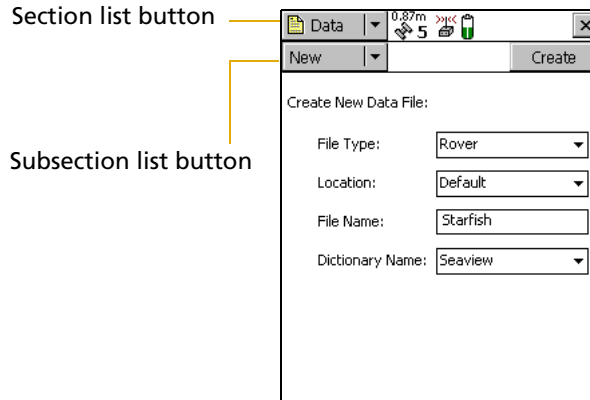 Section list button
Data
0.87m
5
New
Create
Create New Data File:
File Type: Rover
Location: Default
Subsection list button
File Name: Starfish
Dictionary Name: Seaview